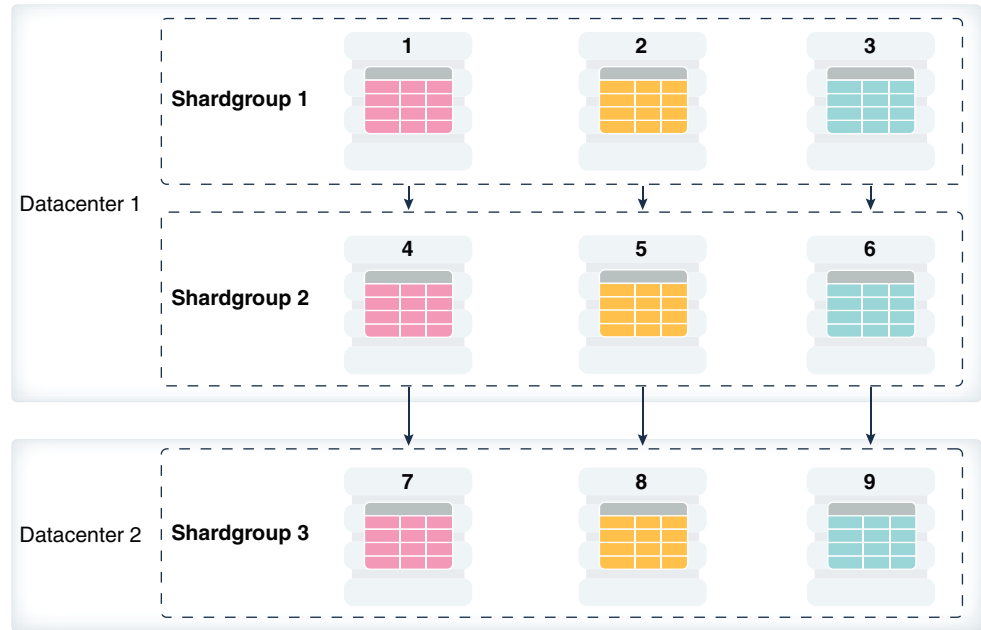 1 2 3
Shardgroup 1
Datacenter 1
4 5 6
Shardgroup 2
7 8 9
Datacenter 2 Shardgroup 3